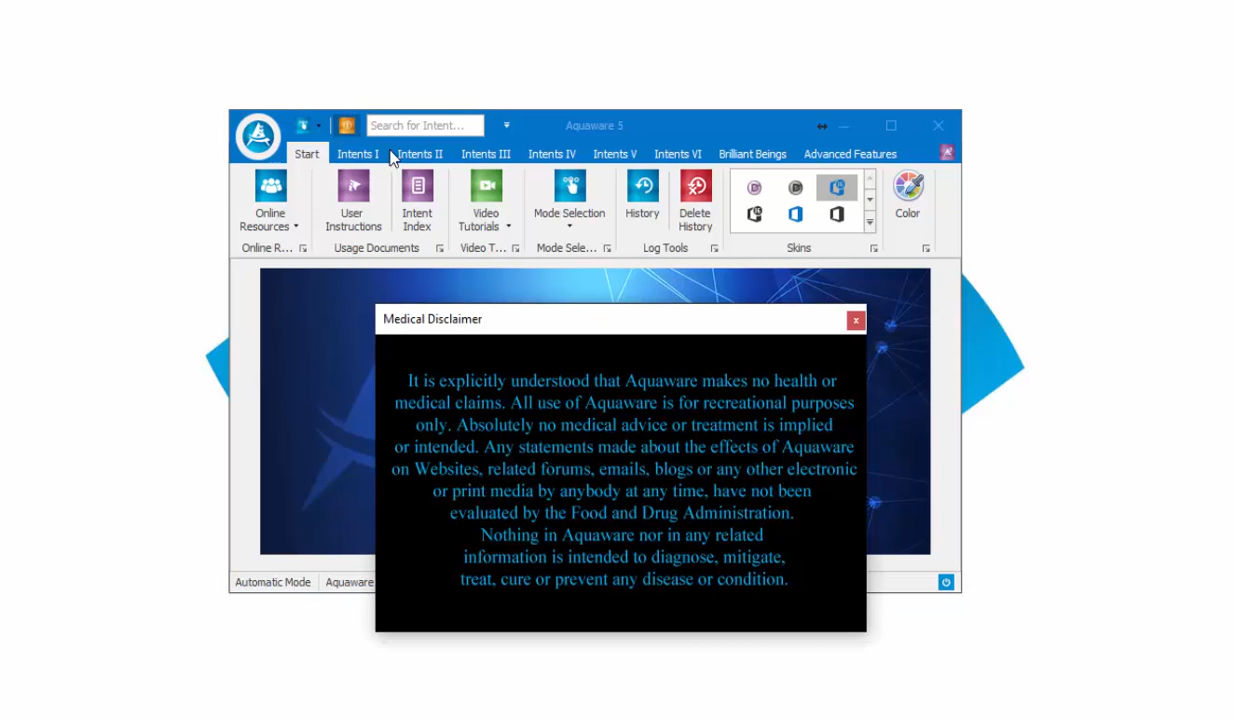 Search for Intent...
Aquaware 5
Start
Intents I
Intents II
Intents III
Intents IV
Intents V
Intents VI
Brilliant Beings
Advanced Features
Online
Resources
User
Instructions
Intent
Index
Video
Tutorials
Mode Selection
History
Delete
History
Color
Online R...
Usage Documents
Video T...
Mode Sele...
Log Tools
Skins
Medical Disclaimer
x
It is explicitly understood that Aquaware makes no health or
medical claims. All use of Aquaware is for recreational purposes
only. Absolutely no medical advice or treatment is implied
or intended. Any statements made about the effects of Aquaware
on Websites, related forums, emails, blogs or any other electronic
or print media by anybody at any time, have not been
evaluated by the Food and Drug Administration.
Nothing in Aquaware nor in any related
information is intended to diagnose, mitigate,
treat, cure or prevent any disease or condition.
Automatic Mode
Aquaware